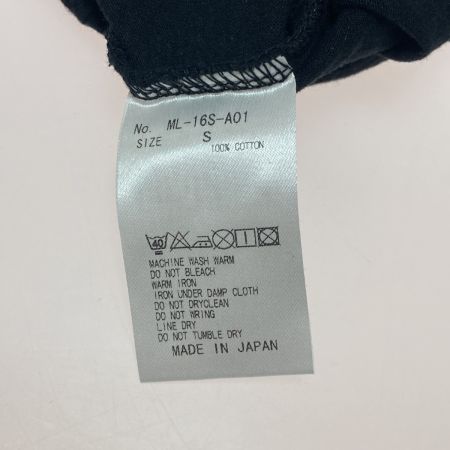 No. ML-16S-A01
SIZE S
100% COTTON
40
MACHINE WASH WARM
DO NOT BLEACH
WARM IRON
IRON UNDER DAMP CLOTH
DO NOT DRYCLEAN
DO NOT WRING
LINE DRY
DO NOT TUMBLE DRY
MADE IN JAPAN